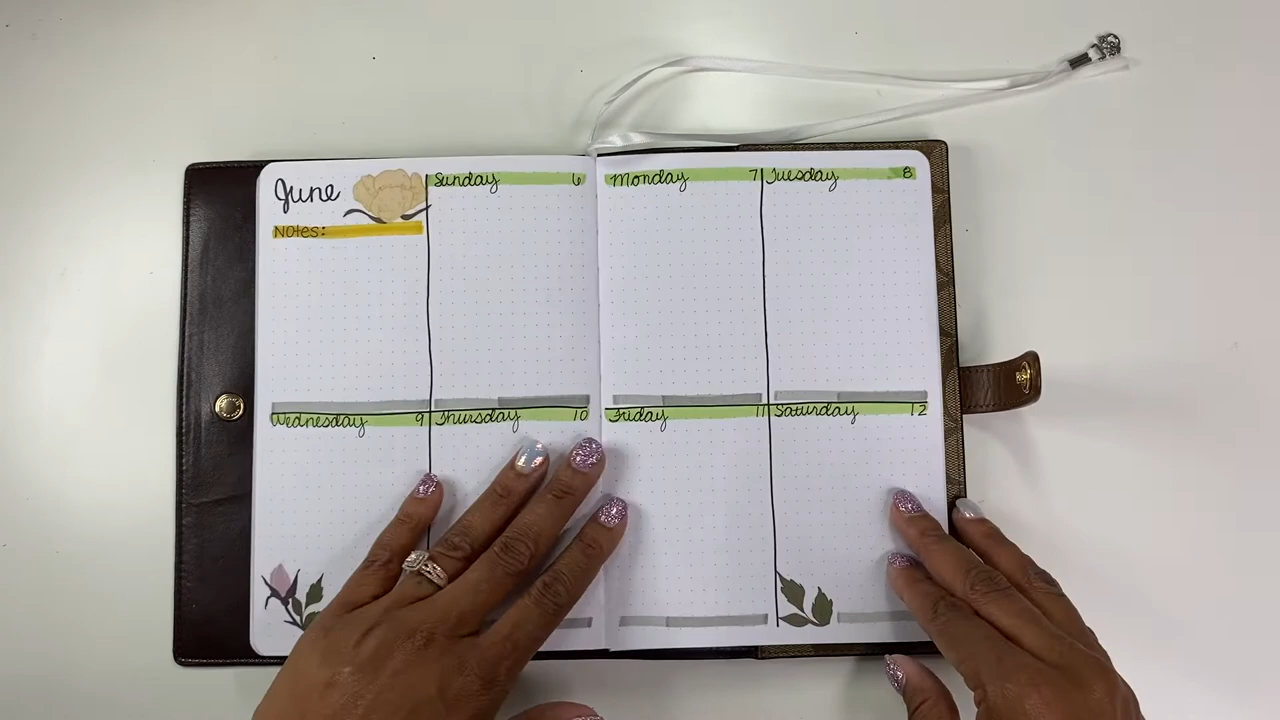 June
Notes:
Sunday 6
Monday 7
Tuesday 8
Wednesday 9
Thursday 10
Friday 11
Saturday 12